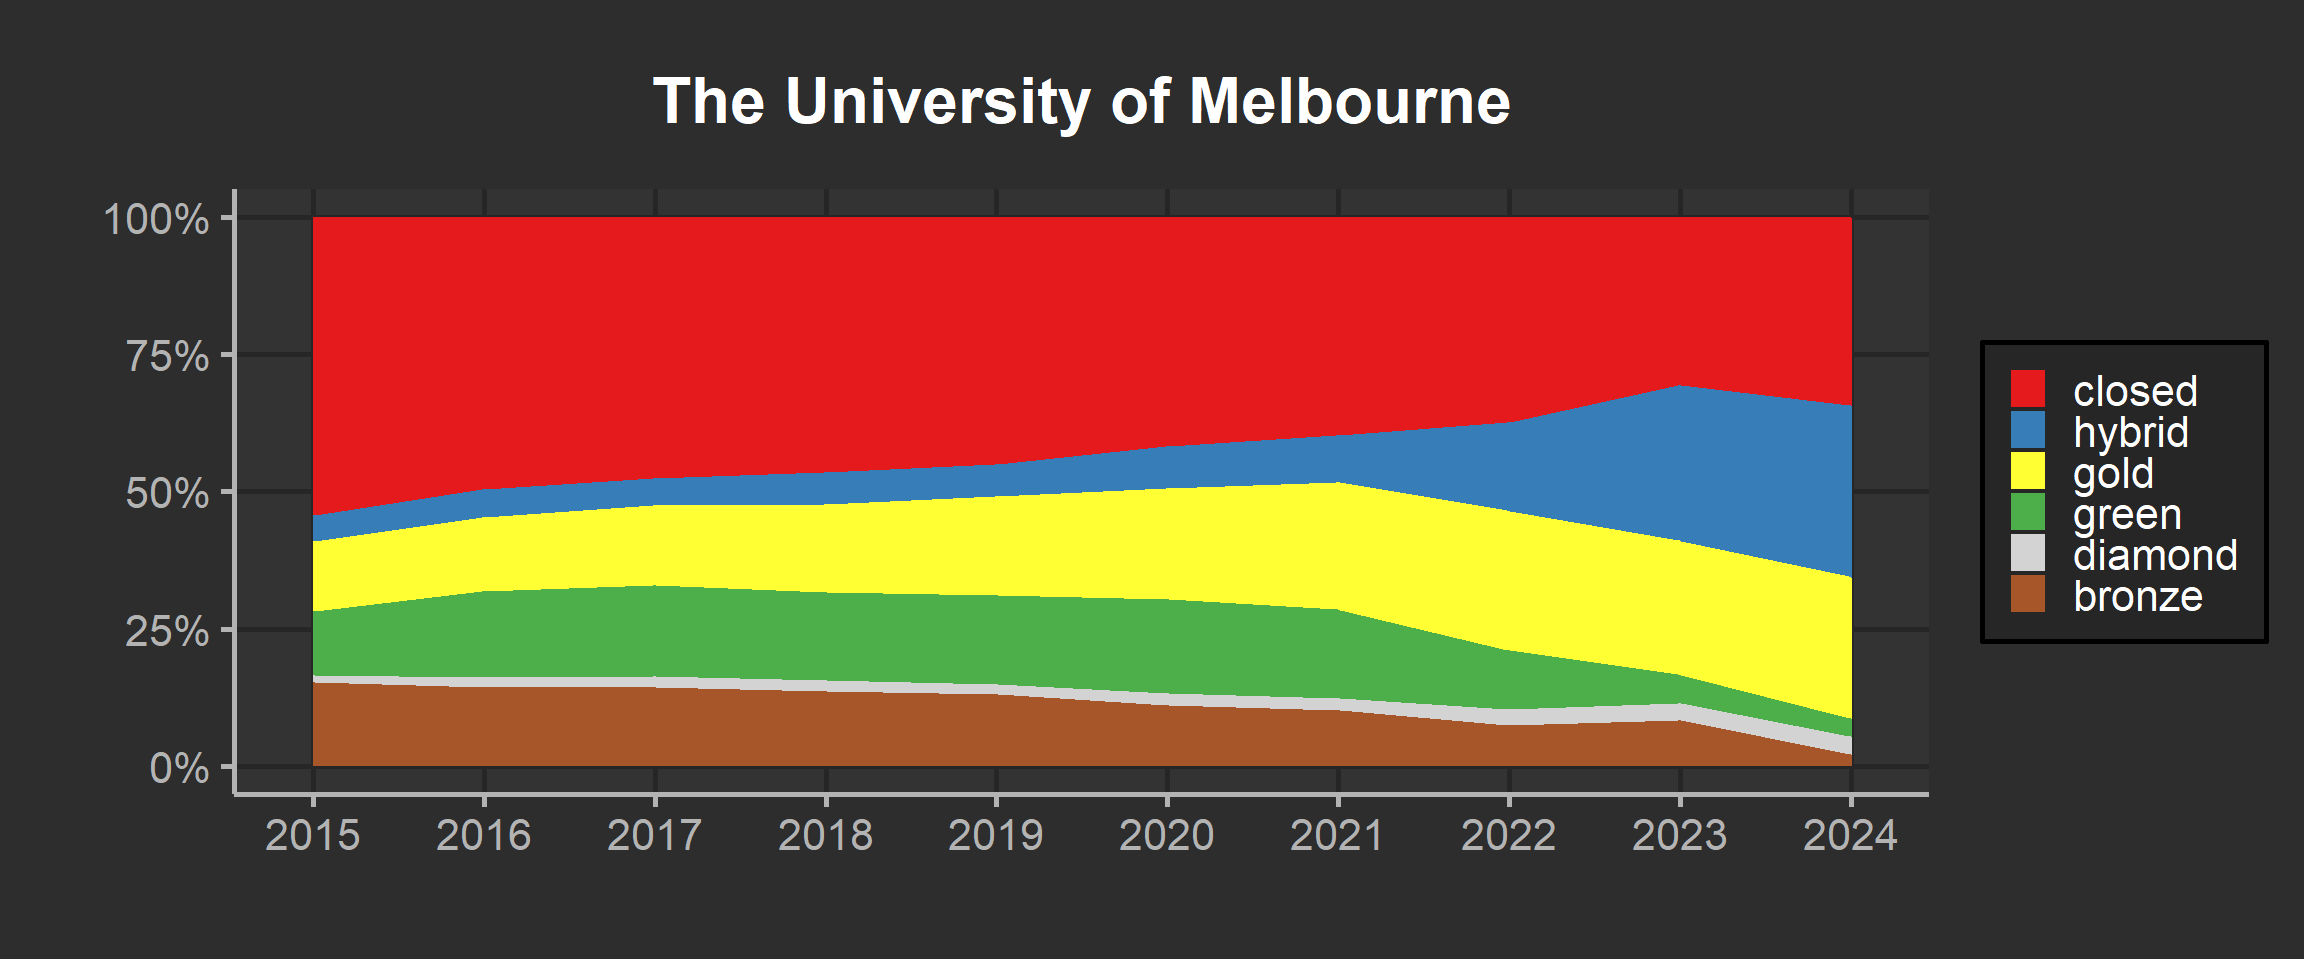 The University of Melbourne
100%
75%
50%
25%
0%
2015 2016 2017 2018 2019 2020 2021 2022 2023 2024
closed
hybrid
gold
green
diamond
bronze